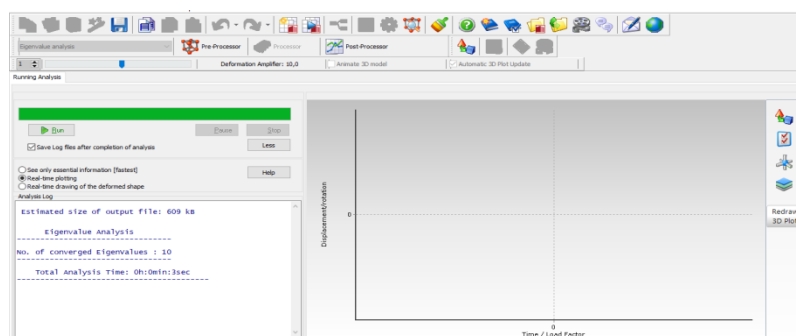 Eigenvalue analysis
Pre-Processor
Processor
Post-Processor
1
Deformation Amplifier: 10,0
Animate 3D model
Automatic 3D Plot Update
Running Analysis
Run
Pause
Stop
Save Log files after completion of analysis
Less
See only essential information [fastest]
Real-time plotting
Real-time drawing of the deformed shape
Help
Analysis Log
Estimated size of output file: 609 kB
Eigenvalue Analysis
No. of converged Eigenvalues : 10
Total Analysis Time: 0h:0min:3sec
Displacement/rotation
0
0
Time / Load Factor
Redraw
3D Plot